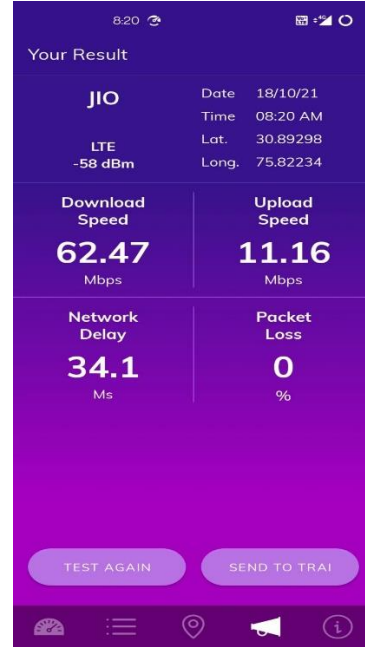 8:20
4G
Your Result
JIO
LTE
-58 dBm
Date 18/10/21
Time 08:20 AM
Lat. 30.89298
Long. 75.82234
Download
Speed
62.47
Mbps
Upload
Speed
11.16
Mbps
Network
Delay
34.1
Ms
Packet
Loss
0
%
TEST AGAIN
SEND TO TRAI